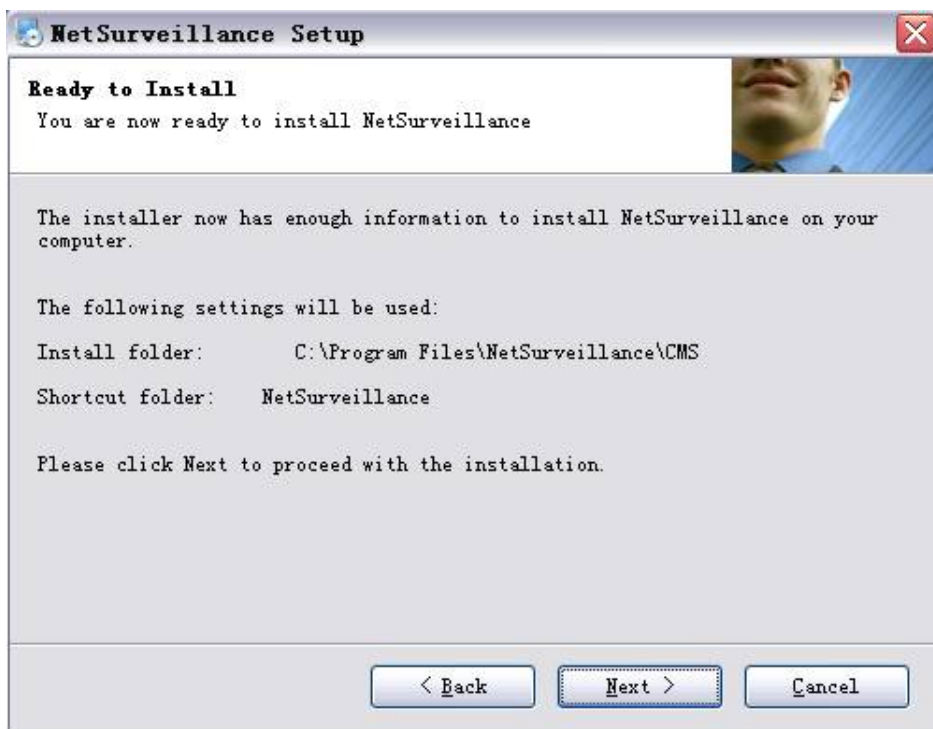 NetSurveillance Setup
Ready to Install
You are now ready to install NetSurveillance
The installer now has enough information to install NetSurveillance on your
computer.
The following settings will be used:
Install folder: C:\Program Files\NetSurveillance\CMS
Shortcut folder: NetSurveillance
Please click Next to proceed with the installation.
< Back Next > Cancel